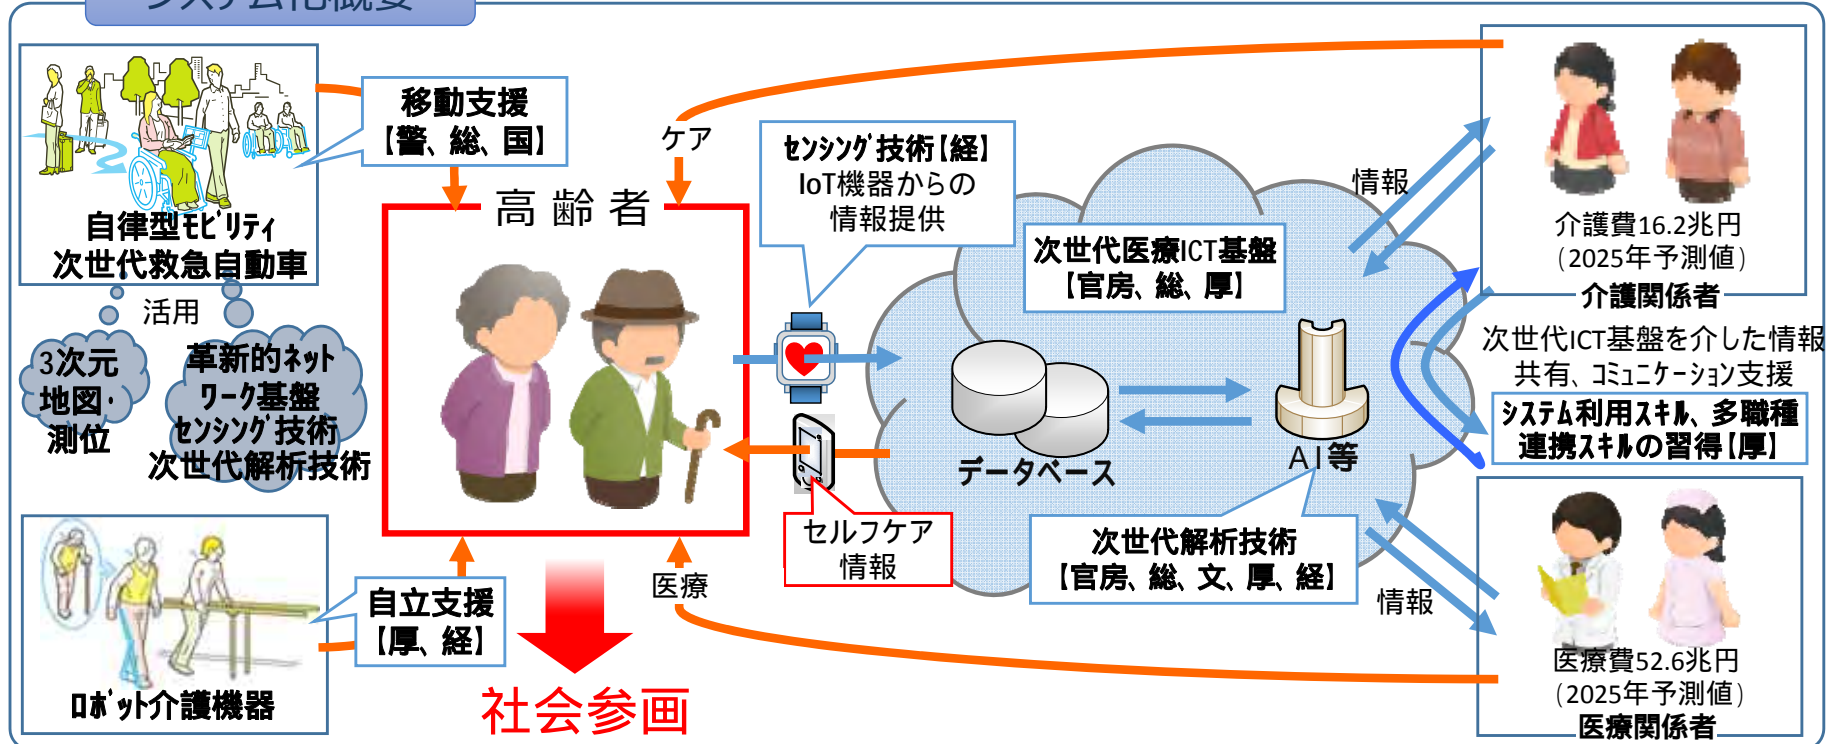 システム化概要
移動支援
【警、総、国】
自律型モビリティ
次世代救急自動車
活用
3次元
地図・
測位
革新的ネット
ワーク基盤
センシング技術
次世代解析技術
自立支援
【厚、経】
ロボット介護機器
高齢者
ケア
医療
社会参画
センシング技術【経】
IoT機器からの
情報提供
セルフケア
情報
次世代医療ICT基盤
【官房、総、厚】
データベース
AI等
次世代解析技術
【官房、総、文、厚、経】
情報
情報
介護費16.2兆円
(2025年予測値)
介護関係者
次世代ICT基盤を介した情報
共有、コミュニケーション支援
システム利用スキル、多職種
連携スキルの習得【厚】
医療費52.6兆円
(2025年予測値)
医療関係者